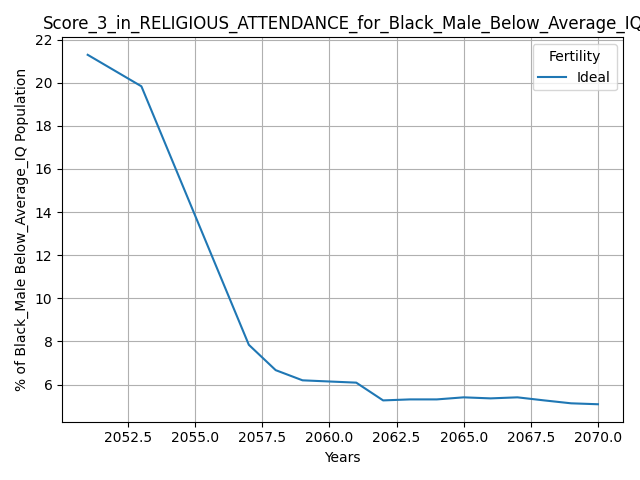 Score_3_in_RELIGIOUS_ATTENDANCE_for_Black_Male_Below_Average_IQ
22
20
18
16
14
12
10
8
6
% of Black_Male Below_Average_IQ Population
Fertility
Ideal
2052.5 2055.0 2057.5 2060.0 2062.5 2065.0 2067.5 2070.0
Years